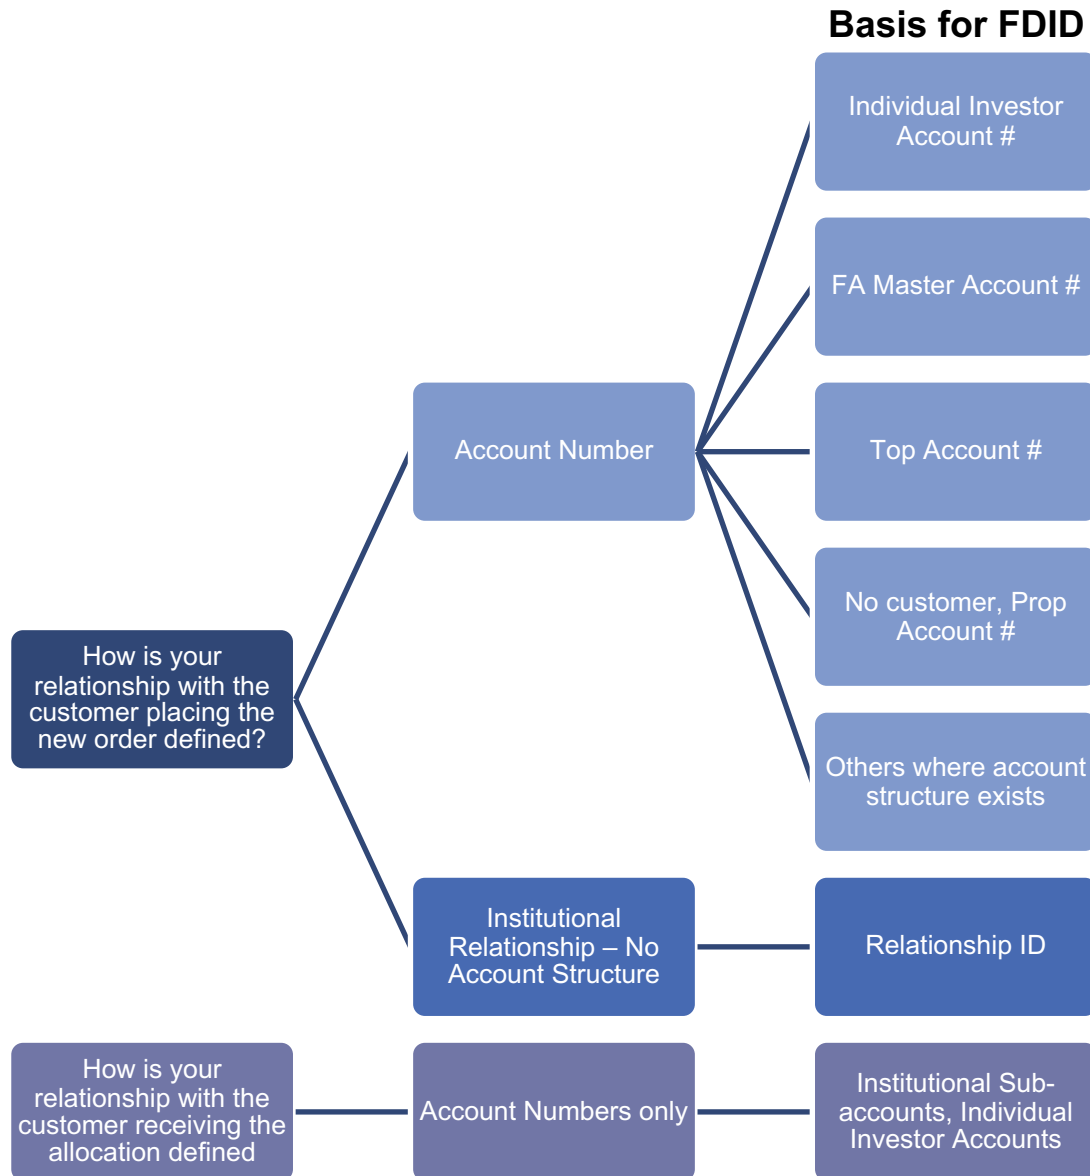 Basis for FDID
Individual Investor
Account #
FA Master Account #
Account Number
Top Account #
No customer, Prop
Account #
How is your
relationship with the
customer placing the
new order defined?
Others where account
structure exists
Institutional
Relationship – No
Account Structure
Relationship ID
How is your
relationship with the
customer receiving the
allocation defined
Account Numbers only
Institutional Sub-
accounts, Individual
Investor Accounts